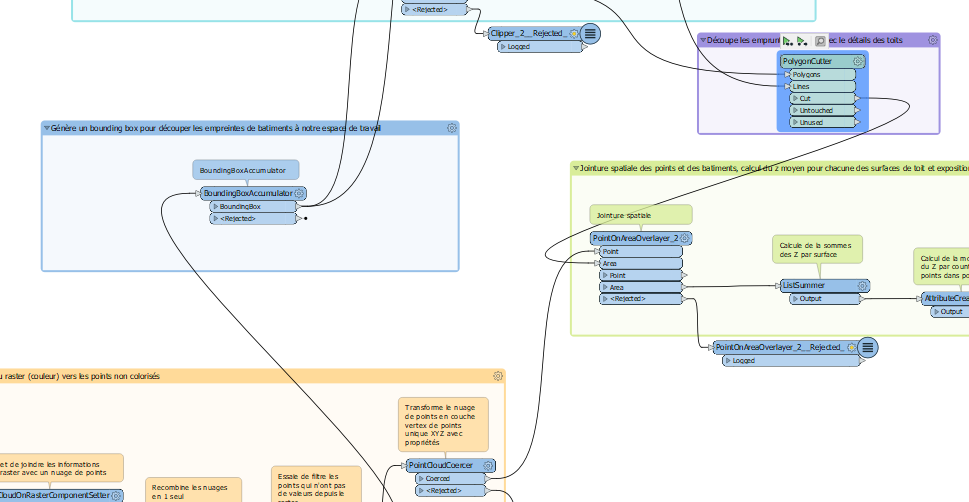 <Rejected>
Clipper_2__Rejected_
Logged
Découpe les emprun
ec le détails des toits
PolygonCutter
Polygons
Lines
Cut
Untouched
Unused
Génére un bounding box pour découper les empreintes de batiments à notre espace de travail
BoundingBoxAccumulator
BoundingBoxAccumulator
BoundingBox
<Rejected>
Jointure spatiale des points et des batiments, calcul du z moyen pour chacune des surfaces de toit et exposition
Jointure spatiale
PointOnAreaOverlayer_2
Point
Area
Point
Area
<Rejected>
Calcule de la sommes
des Z par surface
ListSummer
Output
Calcul de la mo
du Z par count
points dans po
AttributeCrea
Output
PointOnAreaOverlayer_2__Rejected_
Logged
u raster (couleur) vers les points non colorisés
Transforme le nuage
de points en couche
vertex de points
unique XYZ avec
propriétés
PointCloudCoercer
Coerced
<Rejected>
et de joindre les informations
raster avec un nuage de points
CloudOnRasterComponentSetter
Recombine les nuages
en 1 seul
Essaie de filtre les
points qui n'ont pas
de valeurs depuis le